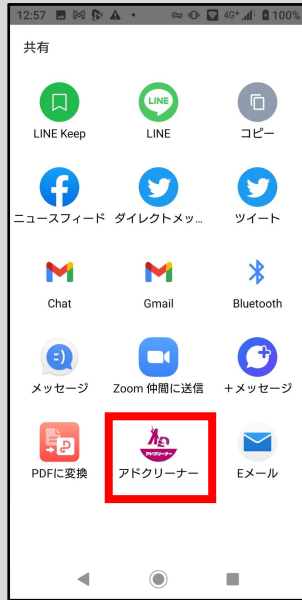 12:57 4G+ 100%
共有
LINE Keep LINE コピー
ニュースフィード ダイレクトメッ... ツイート
Chat Gmail Bluetooth
メッセージ Zoom 仲間に送信 +メッセージ
PDFに変換 アドクリーナー Eメール